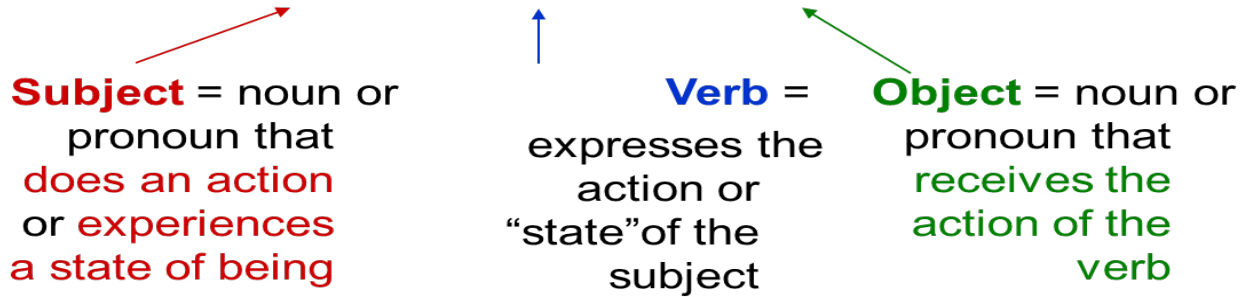 Subject = noun or
pronoun that
does an action
or experiences
a state of being
Verb =
expresses the
action or
“state”of the
subject
Object = noun or
pronoun that
receives the
action of the
verb